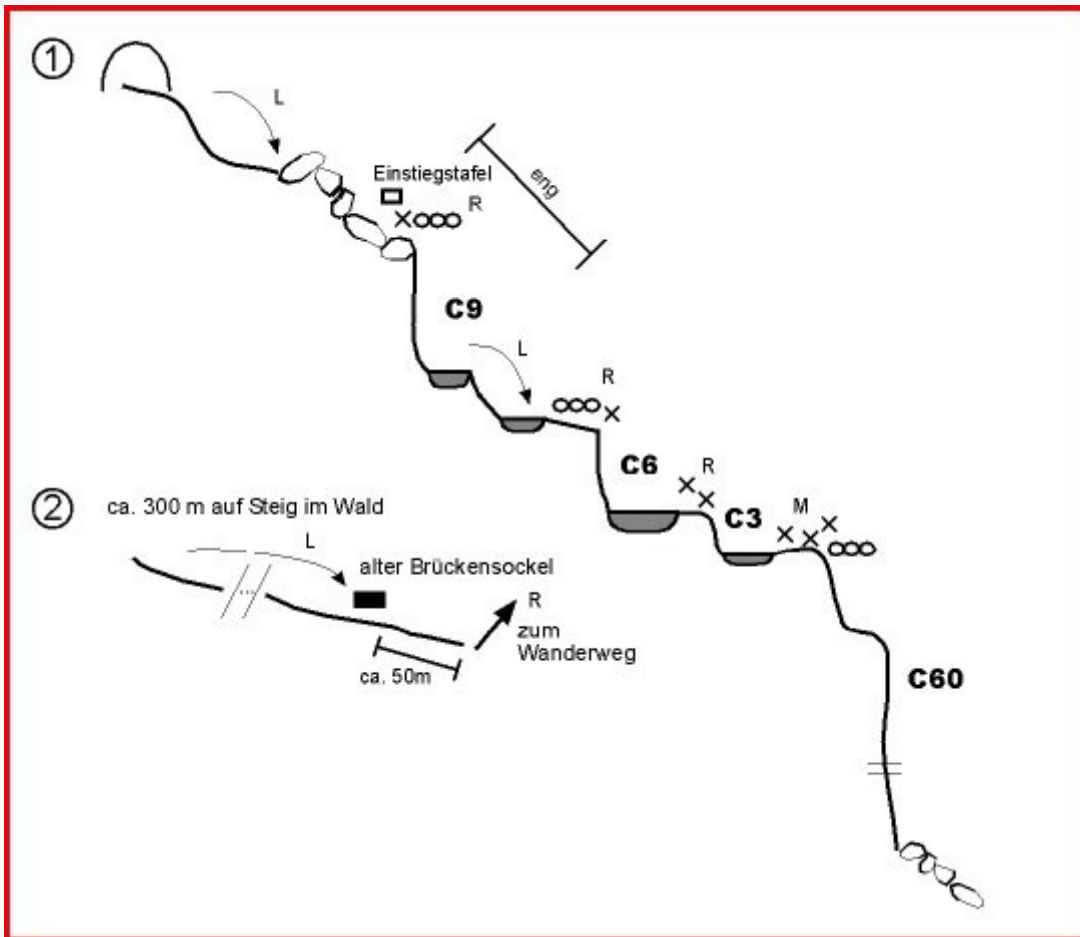 1
L
Einstiegstafel
R
eng
C9
L
R
C6
R
C3
M
C60
2
ca. 300 m auf Steig im Wald
L
alter Brückensockel
R
zum
Wanderweg
ca. 50m